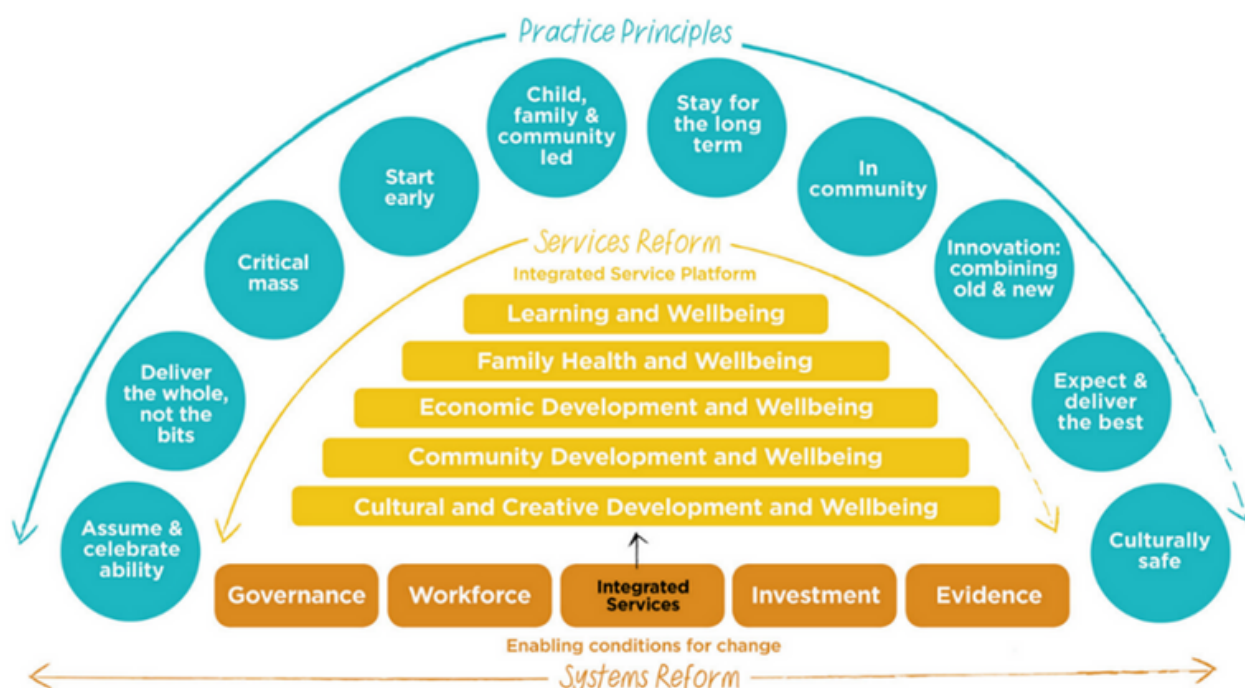 Practice Principles
Child,
family &
community
led
Stay for
the long
term
Start
early
In
community
Critical
mass
Innovation:
combining
old & new
Deliver
the whole,
not the
bits
Expect &
deliver
the best
Assume &
celebrate
ability
Culturally
safe
Services Reform
Integrated Service Platform
Learning and Wellbeing
Family Health and Wellbeing
Economic Development and Wellbeing
Community Development and Wellbeing
Cultural and Creative Development and Wellbeing
Governance
Workforce
Integrated
Services
Investment
Evidence
Enabling conditions for change
Systems Reform